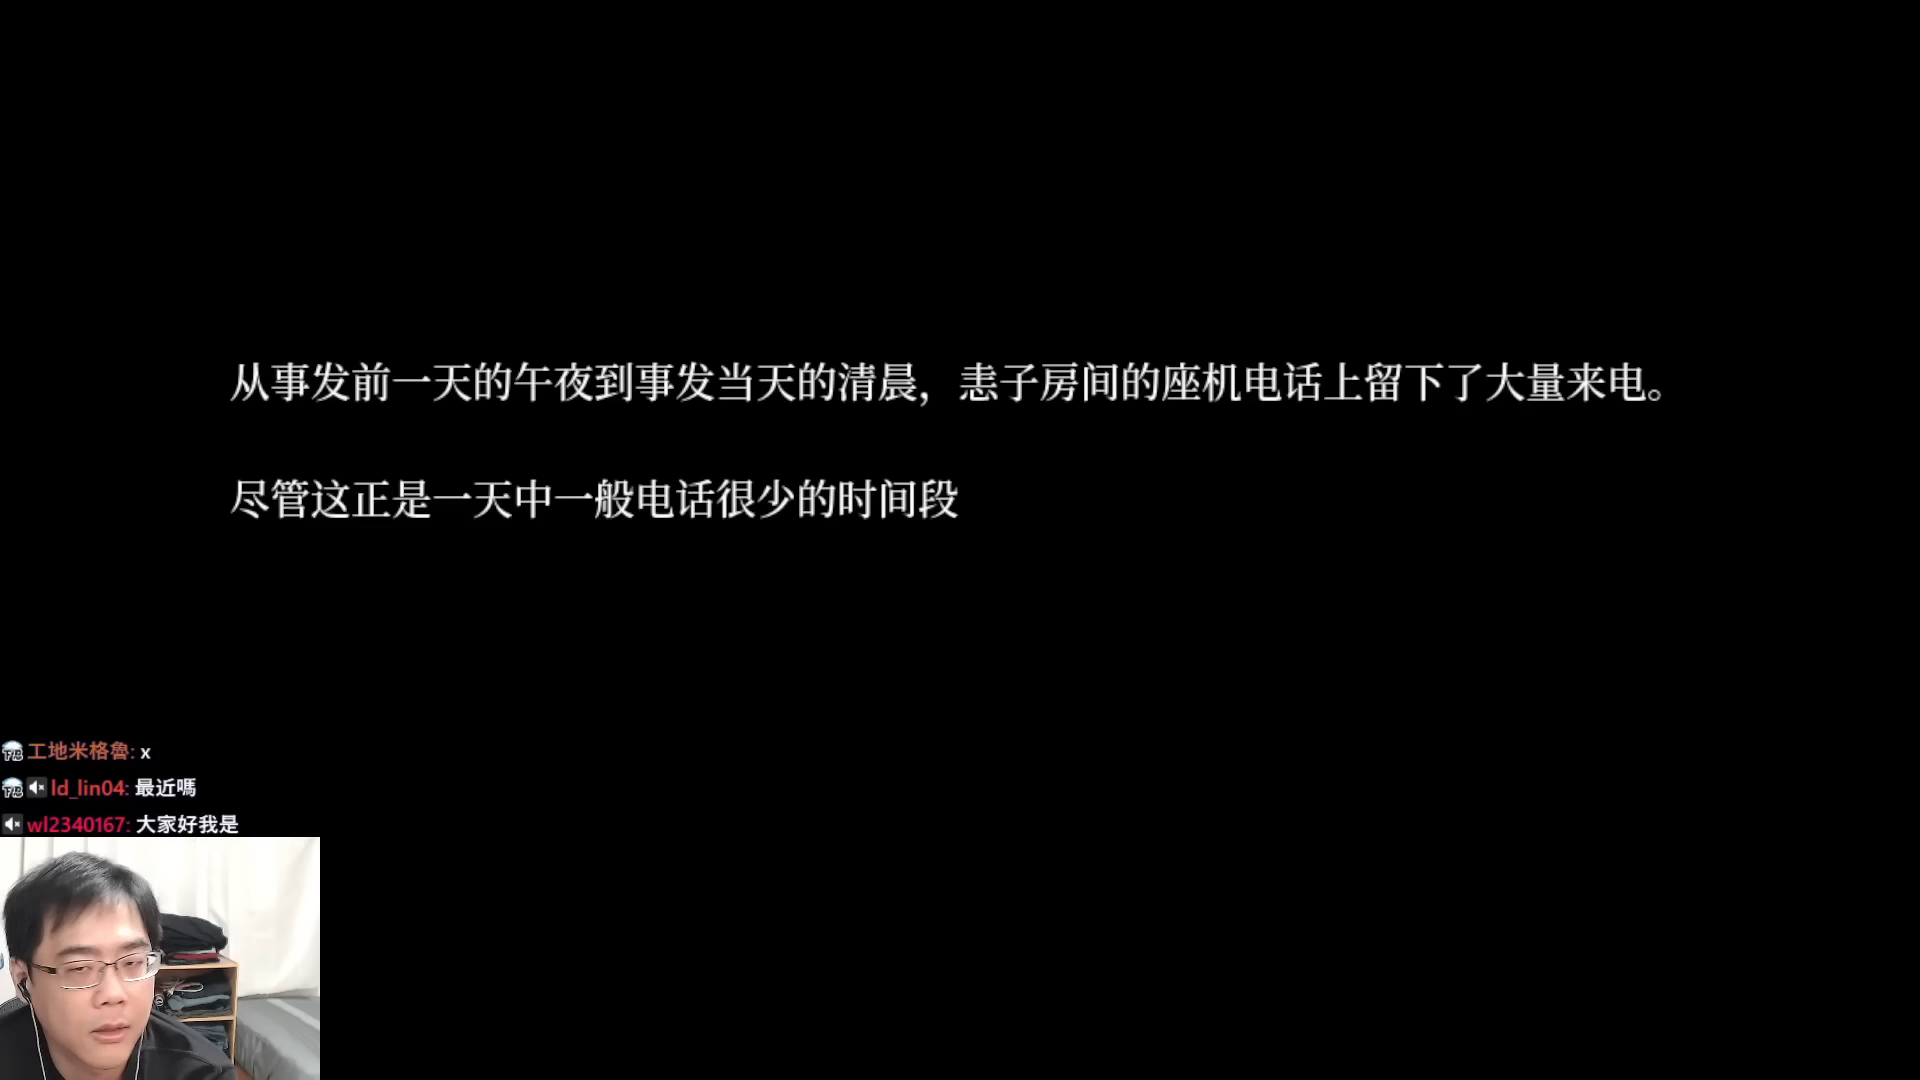 从事发前一天的午夜到事发当天的清晨，恚子房间的座机电话上留下了大量来电。
尽管这正是一天中一般电话很少的时间段
工地米格魯: x
ld_lin04: 最近嗎
wl2340167: 大家好我是